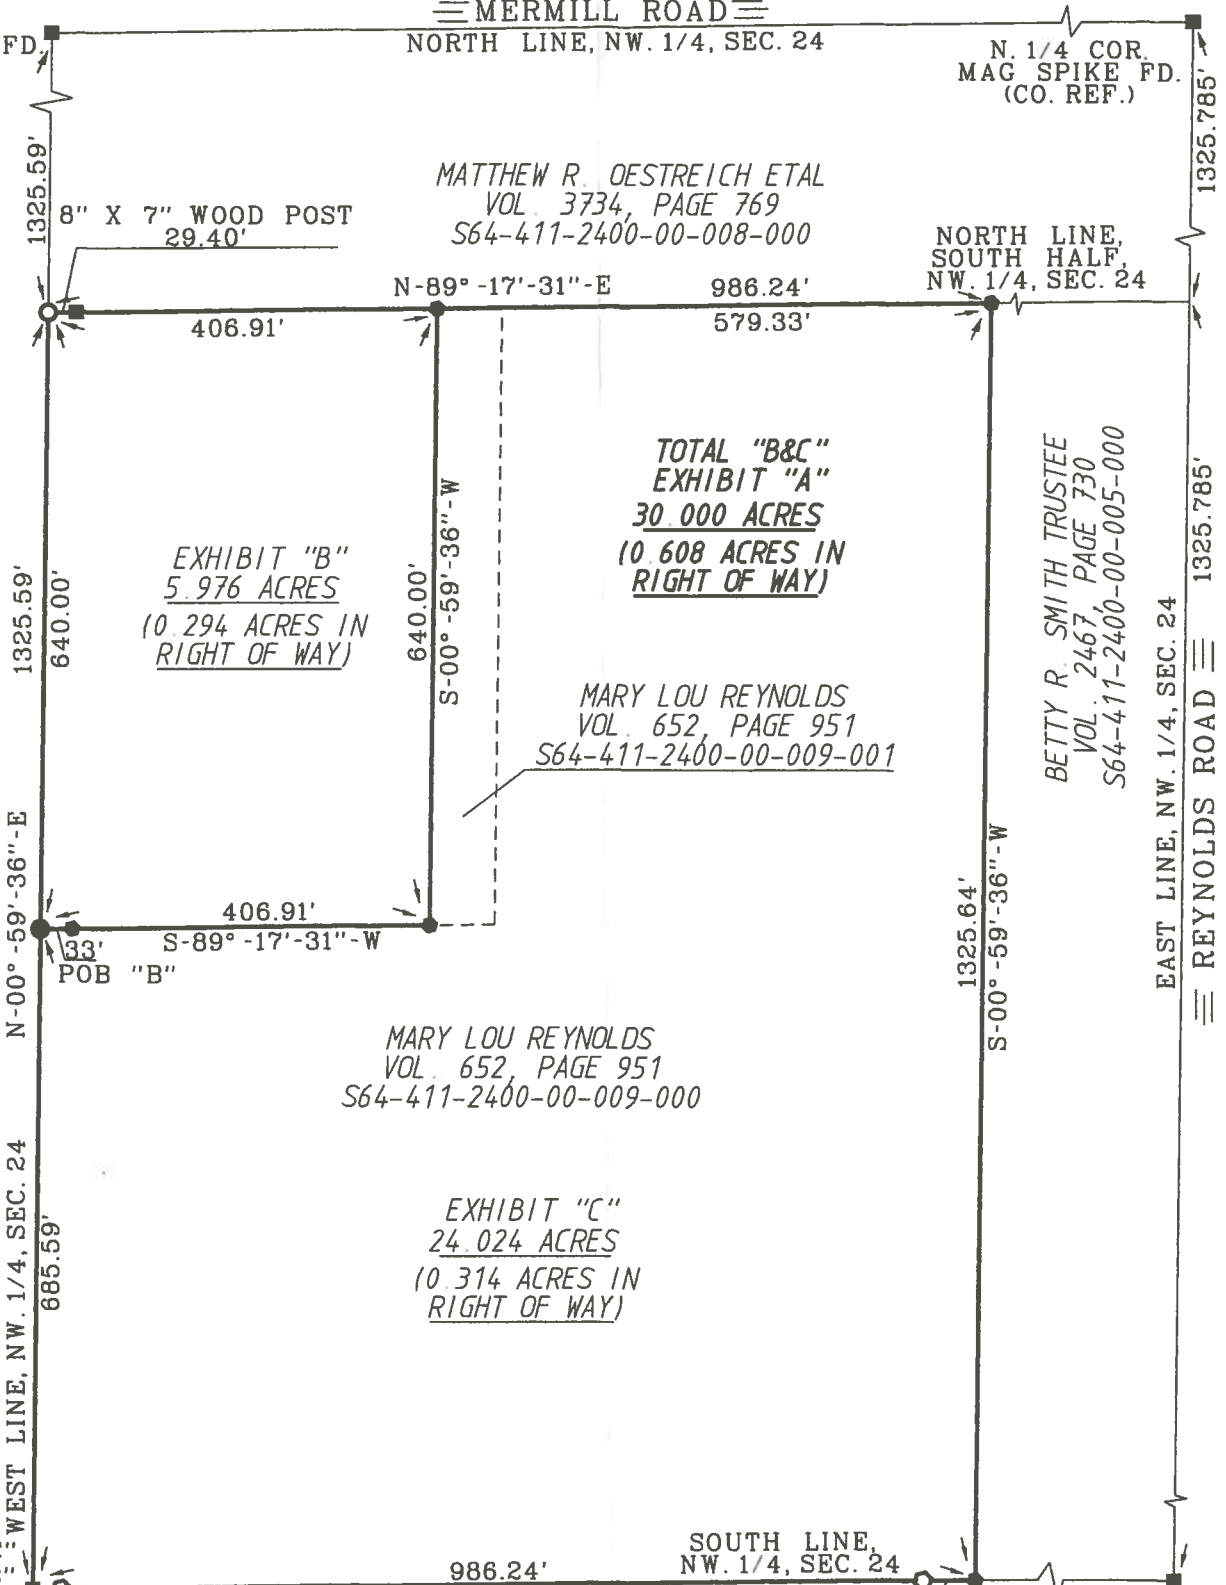 MERMILL ROAD
FD.
NORTH LINE, NW. 1/4, SEC. 24
N. 1/4 COR.
MAG SPIKE FD.
(CO. REF.)
1325.785'
1325.59'
MATTHEW R. OESTREICH ETAL
VOL. 3734, PAGE 769
S64-411-2400-00-008-000
8" X 7" WOOD POST
29.40'
NORTH LINE,
SOUTH HALF,
NW. 1/4, SEC. 24
N-89°-17'-31"-E
986.24'
406.91'
579.33'
TOTAL "B&C"
EXHIBIT "A"
30.000 ACRES
(0.608 ACRES IN
RIGHT OF WAY)
EXHIBIT "B"
5.976 ACRES
(0.294 ACRES IN
RIGHT OF WAY)
1325.59'
640.00'
640.00'
S-00°-59'-36"-W
BETTY R. SMITH TRUSTEE
VOL. 2467, PAGE 730
S64-411-2400-00-005-000
1325.785'
EAST LINE, NW. 1/4, SEC. 24
REYNOLDS ROAD
MARY LOU REYNOLDS
VOL. 652, PAGE 951
S64-411-2400-00-009-001
N-00°-59'-36"-E
406.91'
S-89°-17'-31"-W
33'
POB "B"
1325.64'
S-00°-59'-36"-W
MARY LOU REYNOLDS
VOL. 652, PAGE 951
S64-411-2400-00-009-000
WEST LINE, NW. 1/4, SEC. 24
685.59'
EXHIBIT "C"
24.024 ACRES
(0.314 ACRES IN
RIGHT OF WAY)
SOUTH LINE,
NW. 1/4, SEC. 24
986.24'